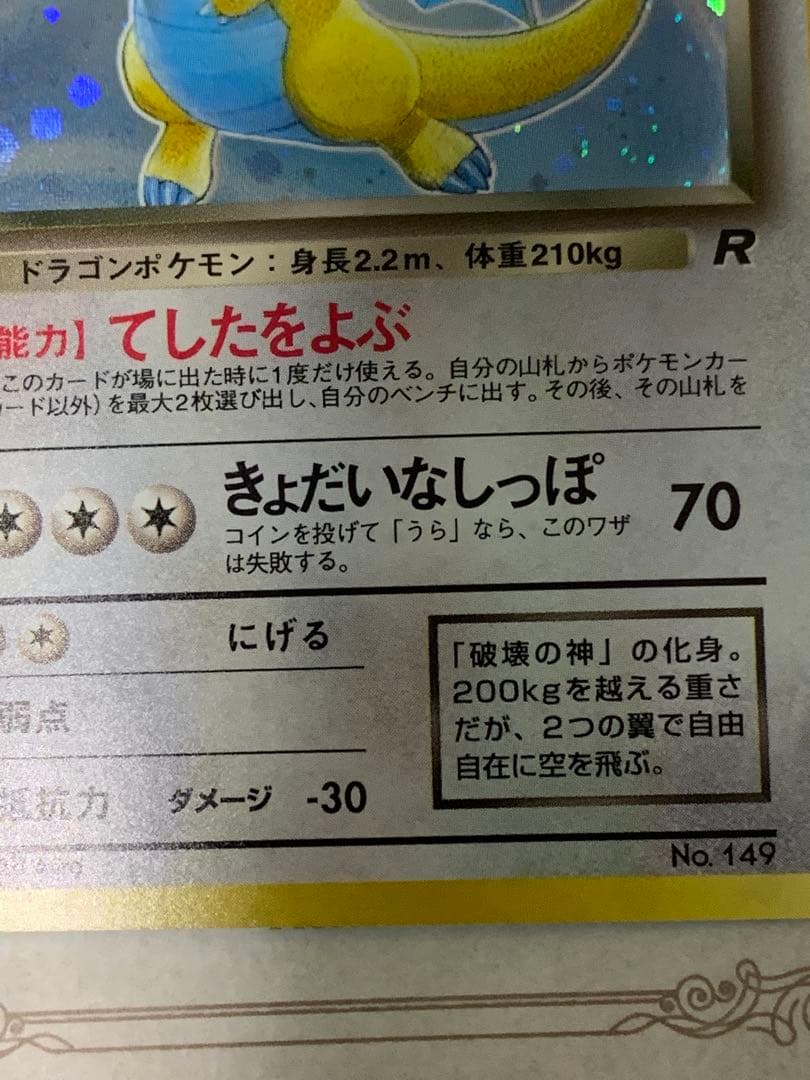 ドラゴンポケモン：身長2.2m、体重210kg
R
能力】てしたをよぶ
このカードが場に出た時に1度だけ使える。自分の山札からポケモンカー
ード以外）を最大2枚選び出し、自分のベンチに出す。その後、その山札を
きょだいなしっぽ 70
コインを投げて「うら」なら、このワザ
は失敗する。
にげる
「破壊の神」の化身。
200kgを越える重さ
だが、2つの翼で自由
自在に空を飛ぶ。
弱点
抵抗力 ダメージ -30
No. 149